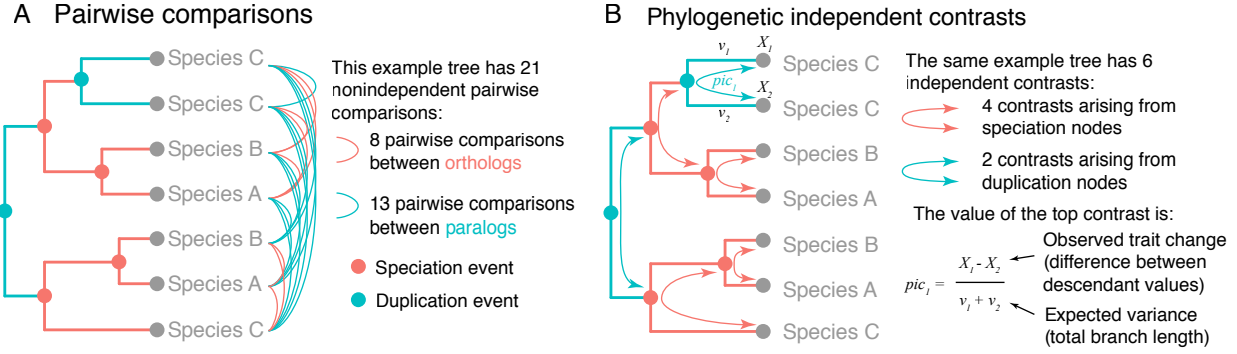 A Pairwise comparisons
Species C
Species C
Species B
Species A
Species B
Species A
Species C
This example tree has 21
nonindependent pairwise
comparisons:
8 pairwise comparisons
between orthologs
13 pairwise comparisons
between paralogs
Speciation event
Duplication event
B Phylogenetic independent contrasts
v1
X1
pic1
X2
v2
Species C
Species C
Species B
Species A
Species B
Species A
Species C
The same example tree has 6
independent contrasts:
4 contrasts arising from
speciation nodes
2 contrasts arising from
duplication nodes
The value of the top contrast is:
pic1 =
X1 - X2
v1 + v2
Observed trait change
(difference between
descendant values)
Expected variance
(total branch length)